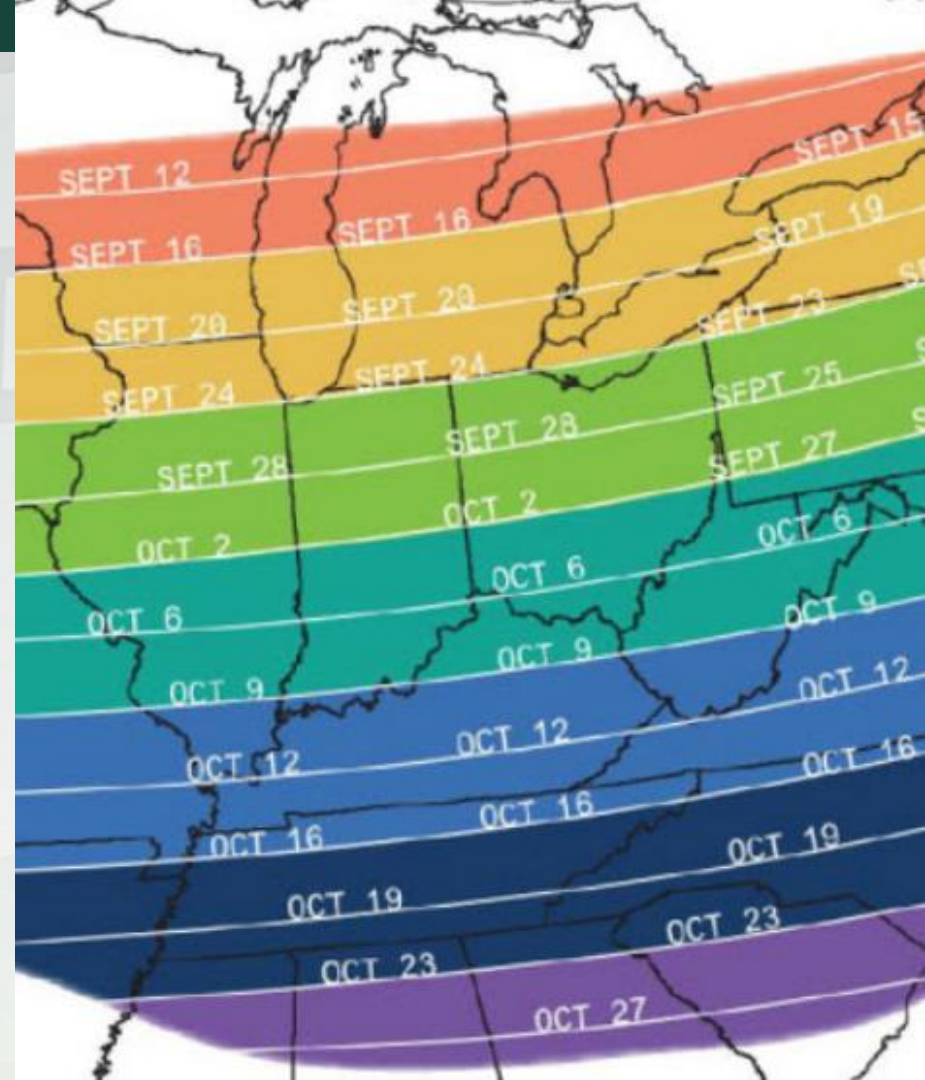 SEPT 15
SEPT 12
SEPT 16
SEPT 16
SEPT 19
SEPT 20
SEPT 20
SEPT 23
SEPT 24
SEPT 24
SEPT 25
SEPT 28
SEPT 28
SEPT 27
OCT 2
OCT 2
OCT 6
OCT 6
OCT 6
OCT 9
OCT 9
OCT 9
OCT 12
OCT 12
OCT 12
OCT 16
OCT 16
OCT 16
OCT 19
OCT 19
OCT 23
OCT 23
OCT 27